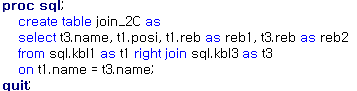 proc sql;
create table join_2C as
select t3.name, t1.posi, t1.reb as reb1, t3.reb as reb2
from sql.kbl1 as t1 right join sql.kbl3 as t3
on t1.name = t3.name;
quit;